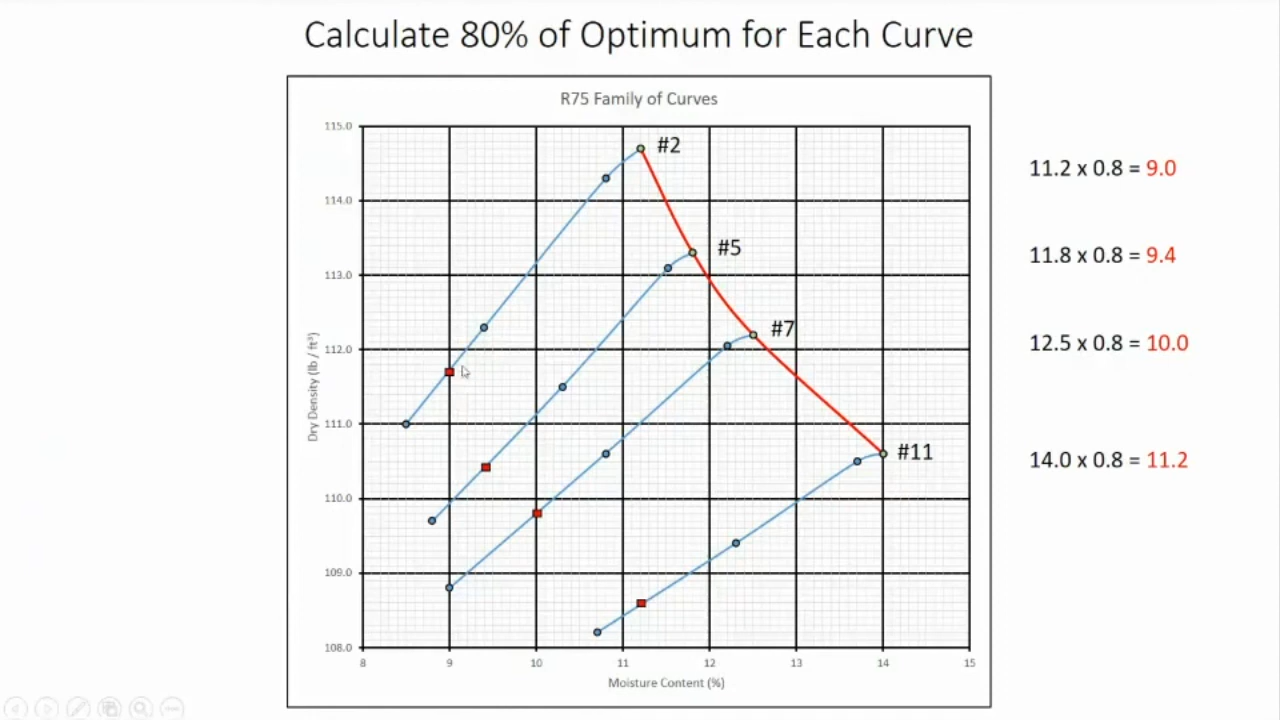 Calculate 80% of Optimum for Each Curve
R75 Family of Curves
115.0
114.0
113.0
112.0
111.0
110.0
109.0
108.0
Dry Density (lb / ft³)
8 9 10 11 12 13 14 15
Moisture Content (%)
#2
#5
#7
#11
11.2 x 0.8 = 9.0
11.8 x 0.8 = 9.4
12.5 x 0.8 = 10.0
14.0 x 0.8 = 11.2